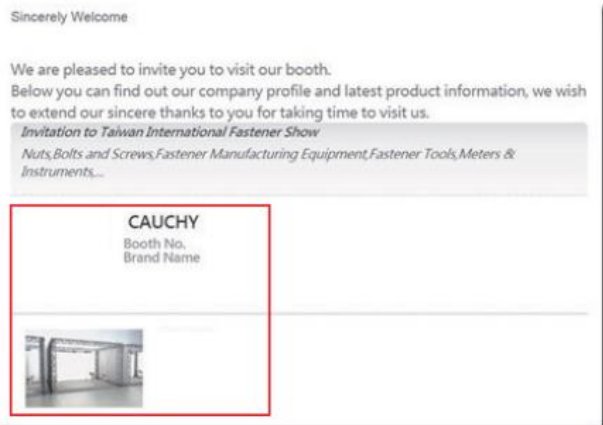 Sincerely Welcome
We are pleased to invite you to visit our booth.
Below you can find out our company profile and latest product information, we wish
to extend our sincere thanks to you for taking time to visit us.
Invitation to Taiwan International Fastener Show
Nuts,Bolts and Screws,Fastener Manufacturing Equipment,Fastener Tools,Meters &
Instruments,...
CAUCHY
Booth No.
Brand Name